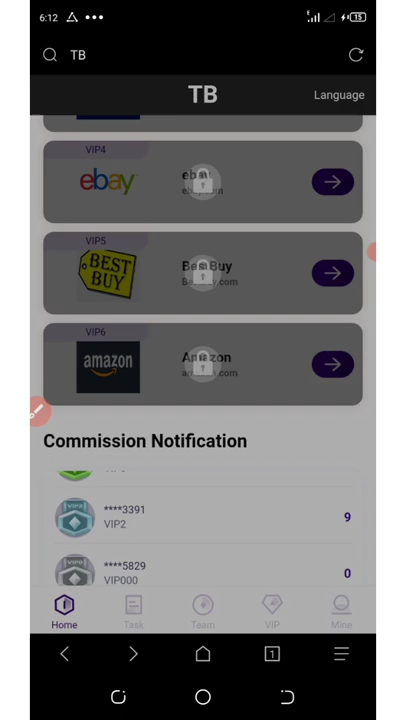 6:12
15
TB
TB
Language
VIP4
ebay
ebay
VIP5
BEST BUY
Best Buy
VIP6
amazon
Amazon
Commission Notification
****3391
VIP2
9
****5829
VIP000
0
Home
Task
Team
VIP
Mine
1